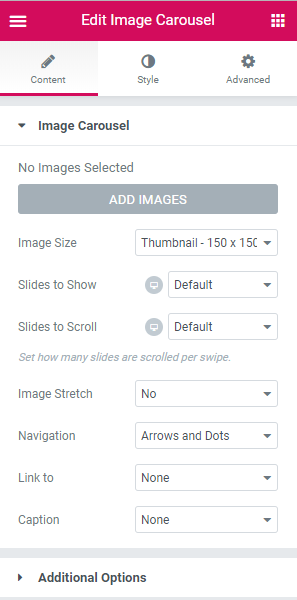 Edit Image Carousel
Content Style Advanced
Image Carousel
No Images Selected
ADD IMAGES
Image Size Thumbnail - 150 x 150
Slides to Show Default
Slides to Scroll Default
Set how many slides are scrolled per swipe.
Image Stretch No
Navigation Arrows and Dots
Link to None
Caption None
Additional Options